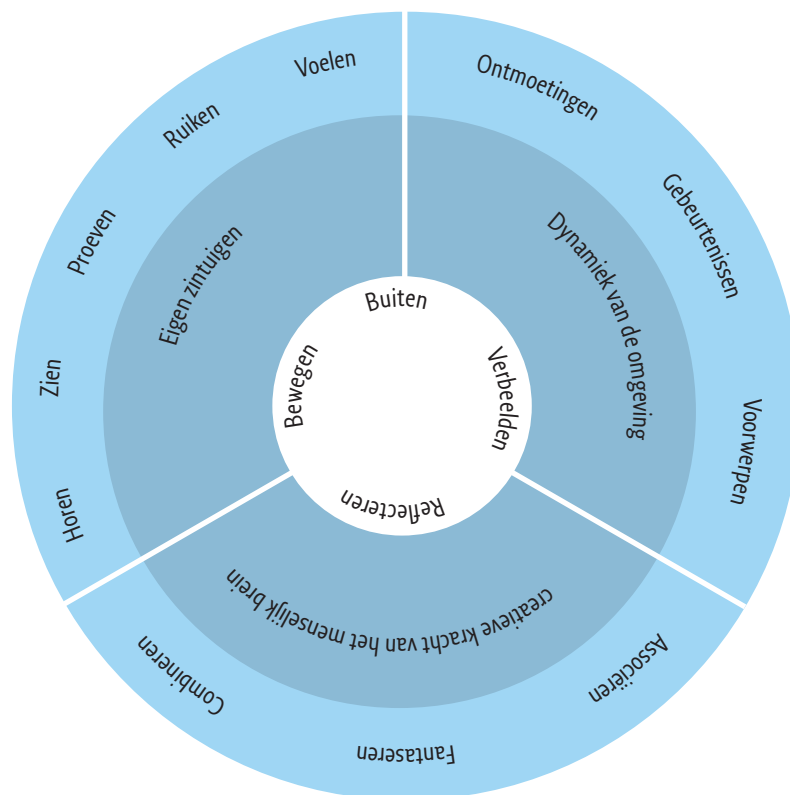 Voelen
Ruiken
Proeven
Zien
Horen
Eigen zintuigen
Ontmoetingen
Gebeurtenissen
Voorwerpen
Dynamiek van de omgeving
Associëren
Fantaseren
Combineren
creatieve kracht van het menselijk brein
Buiten
Verbeelden
Reflecteren
Bewegen